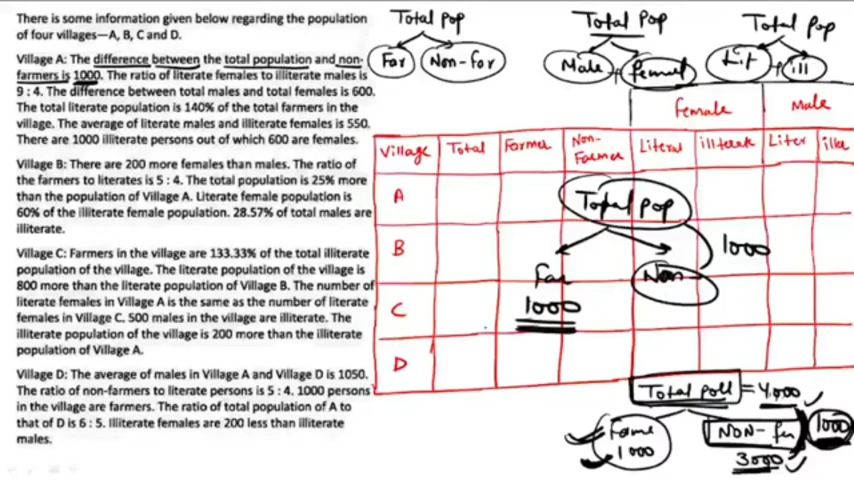 There is some information given below regarding the population
of four villages—A, B, C and D.
Village A: The difference between the total population and non-
farmers is 1000. The ratio of literate females to illiterate males is
9 : 4. The difference between total males and total females is 600.
The total literate population is 140% of the total farmers in the
village. The average of literate males and illiterate females is 550.
There are 1000 illiterate persons out of which 600 are females.
Village B: There are 200 more females than males. The ratio of
the farmers to literates is 5 : 4. The total population is 25% more
than the population of Village A. Literate female population is
60% of the illiterate female population. 28.57% of total males are
illiterate.
Village C: Farmers in the village are 133.33% of the total illiterate
population of the village. The literate population of the village is
800 more than the literate population of Village B. The number of
literate females in Village A is the same as the number of literate
females in Village C. 500 males in the village are illiterate. The
illiterate population of the village is 200 more than the illiterate
population of Village A.
Village D: The average of males in Village A and Village D is 1050.
The ratio of non-farmers to literate persons is 5 : 4. 1000 persons
in the village are farmers. The ratio of total population of A to
that of D is 6 : 5. Illiterate females are 200 less than illiterate
males.
Total Pop
Far Non-far
Total Pop
Male + femal
Total Pop
Lit + ill
Female Male
Village Total Farmer Non-
Farmer Literal illterate Liter
A
B
C
D
Total pop
1000
Far Non
1000
Total poll = 4000
Fame NON-fer 1000
1000 3000